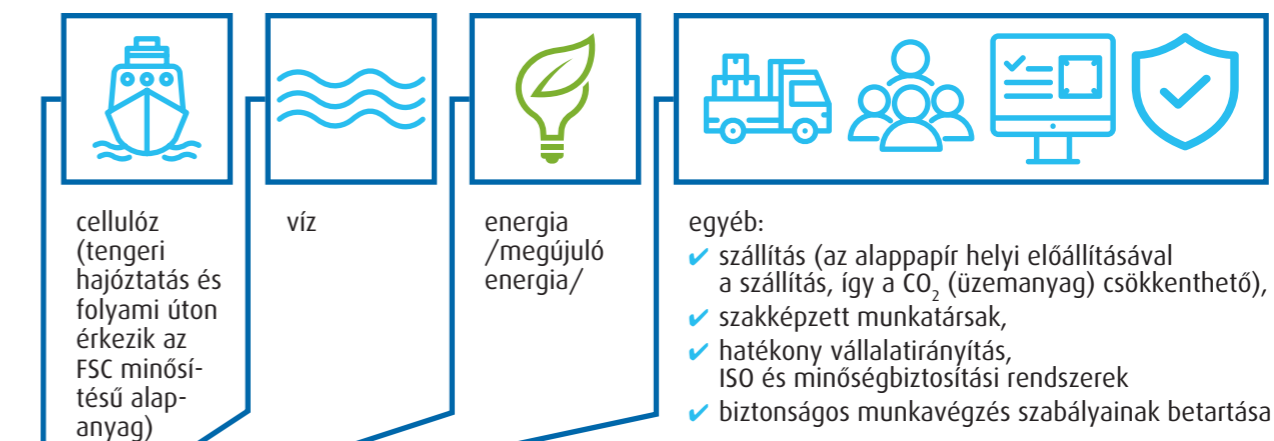 cellulóz
(tengeri
hajóztatás és
folyami úton
érkezik az
FSC minősí-
tésű alap-
anyag)
víz
energia
/megújuló
energia/
egyéb:
✔ szállítás (az alappapír helyi előállításával
a szállítás, így a CO₂ (üzemanyag) csökkenthető),
✔ szakképzett munkatársak,
✔ hatékony vállalatirányítás,
ISO és minőségbiztosítási rendszerek
✔ biztonságos munkavégzés szabályainak betartása